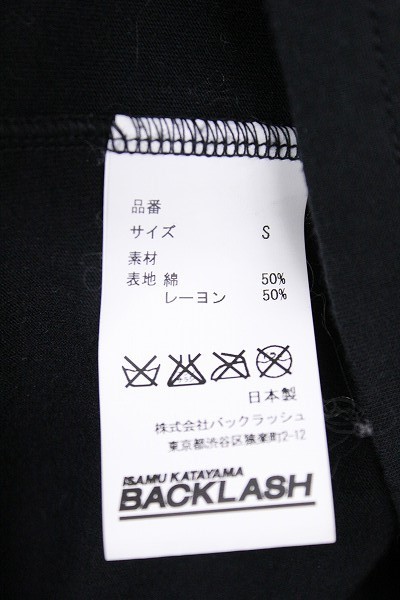 品番
サイズ S
素材
表地 綿 50%
レーヨン 50%
日本製
株式会社バックラッシュ
東京都渋谷区猿楽町2-12
ISAMU KATAYAMA
BACKLASH